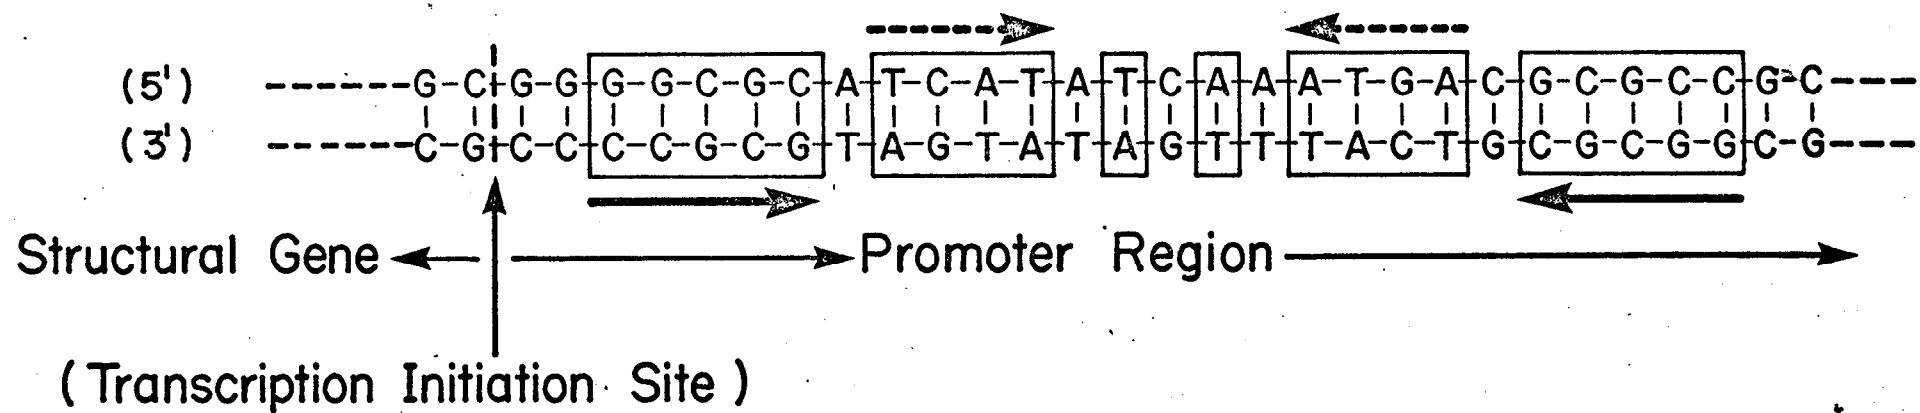 (5') ------G-C-G-G-G-G-C-G-C-A-T-C-A-T-A-T-C-A-A-A-T-G-A-C-G-C-G-C-C-G-C----
(3') ------C-G-C-C-C-C-G-C-G-T-A-G-T-A-T-A-G-T-T-T-A-C-T-G-C-G-C-G-G-C-G----
Structural Gene Promoter Region
(Transcription Initiation Site)